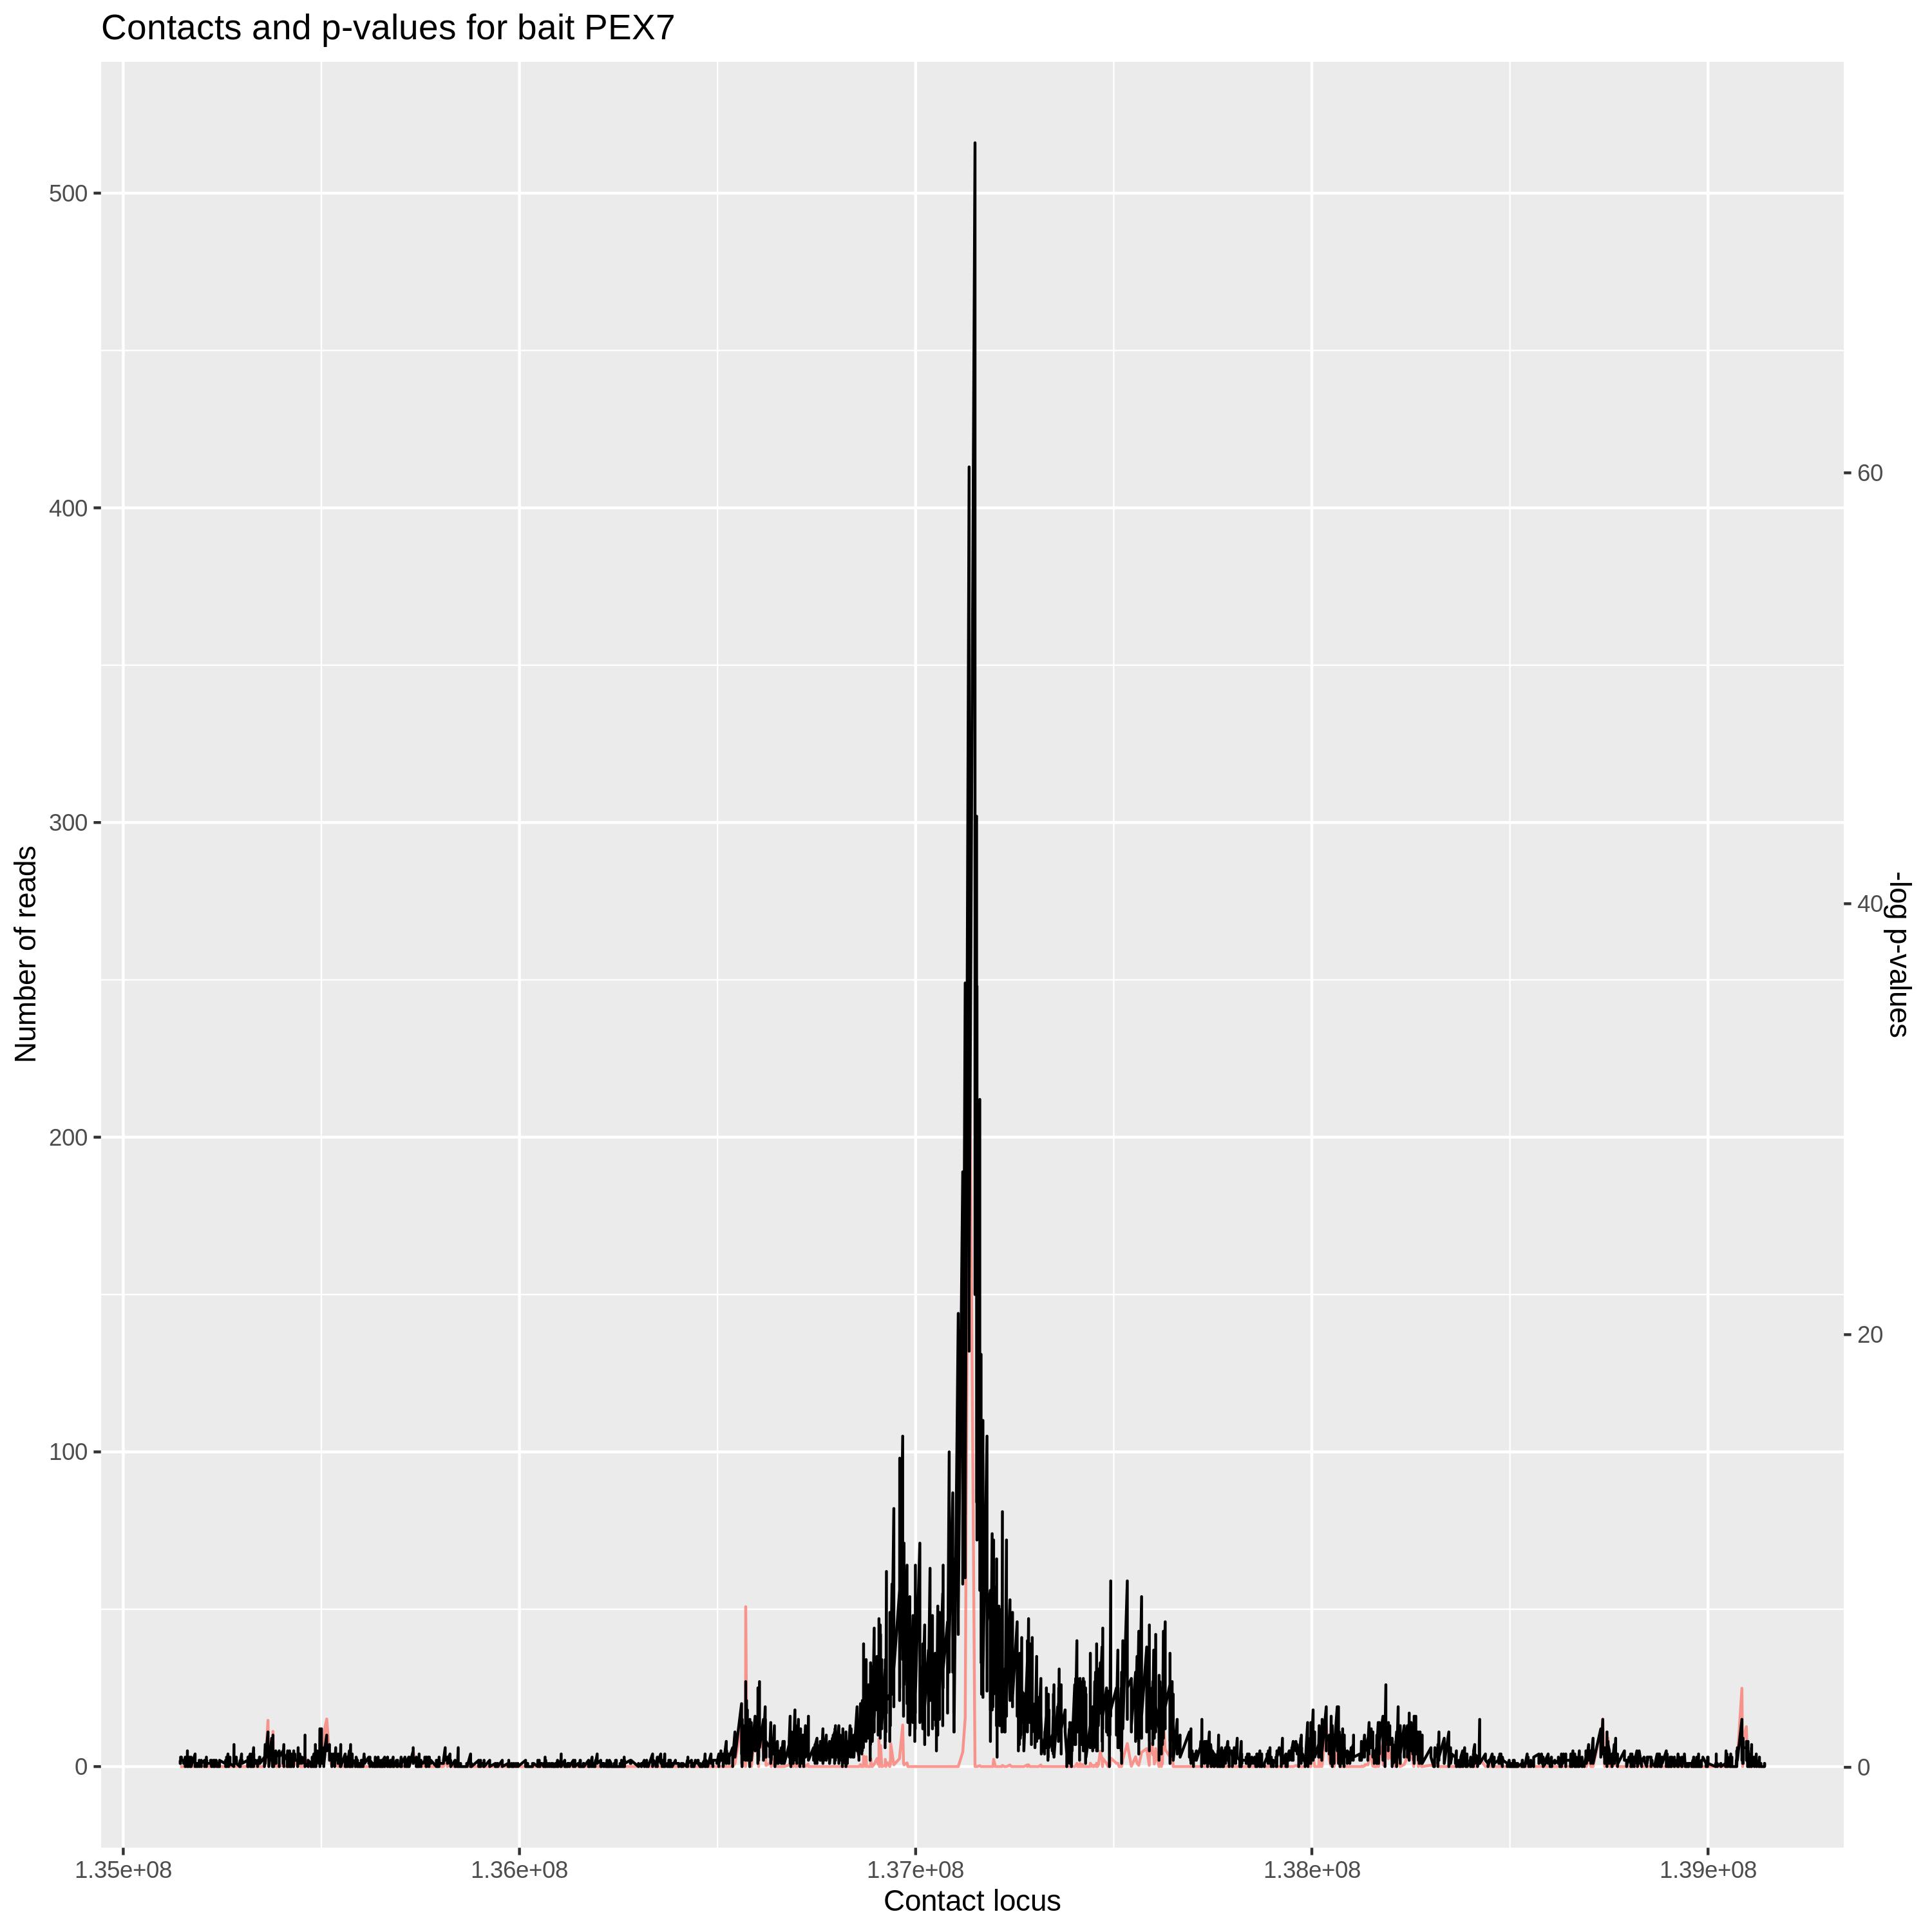 Contacts and p-values for bait PEX7
500
400
300
200
100
0
Number of reads
60
40
20
0
-log p-values
1.35e+08
1.36e+08
1.37e+08
1.38e+08
1.39e+08
Contact locus